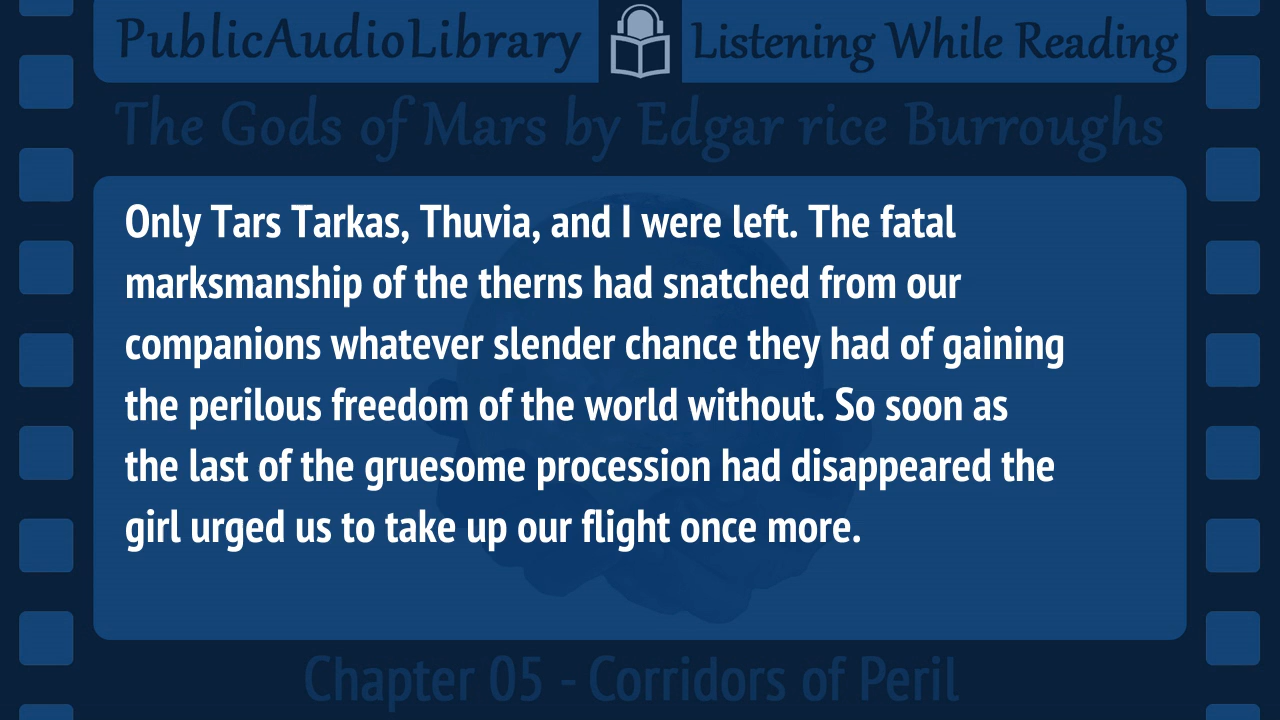 PublicAudioLibrary Listening While Reading
The Gods of Mars by Edgar rice Burroughs
Only Tars Tarkas, Thuvia, and I were left. The fatal
marksmanship of the therns had snatched from our
companions whatever slender chance they had of gaining
the perilous freedom of the world without. So soon as
the last of the gruesome procession had disappeared the
girl urged us to take up our flight once more.
Chapter 05 - Corridors of Peril